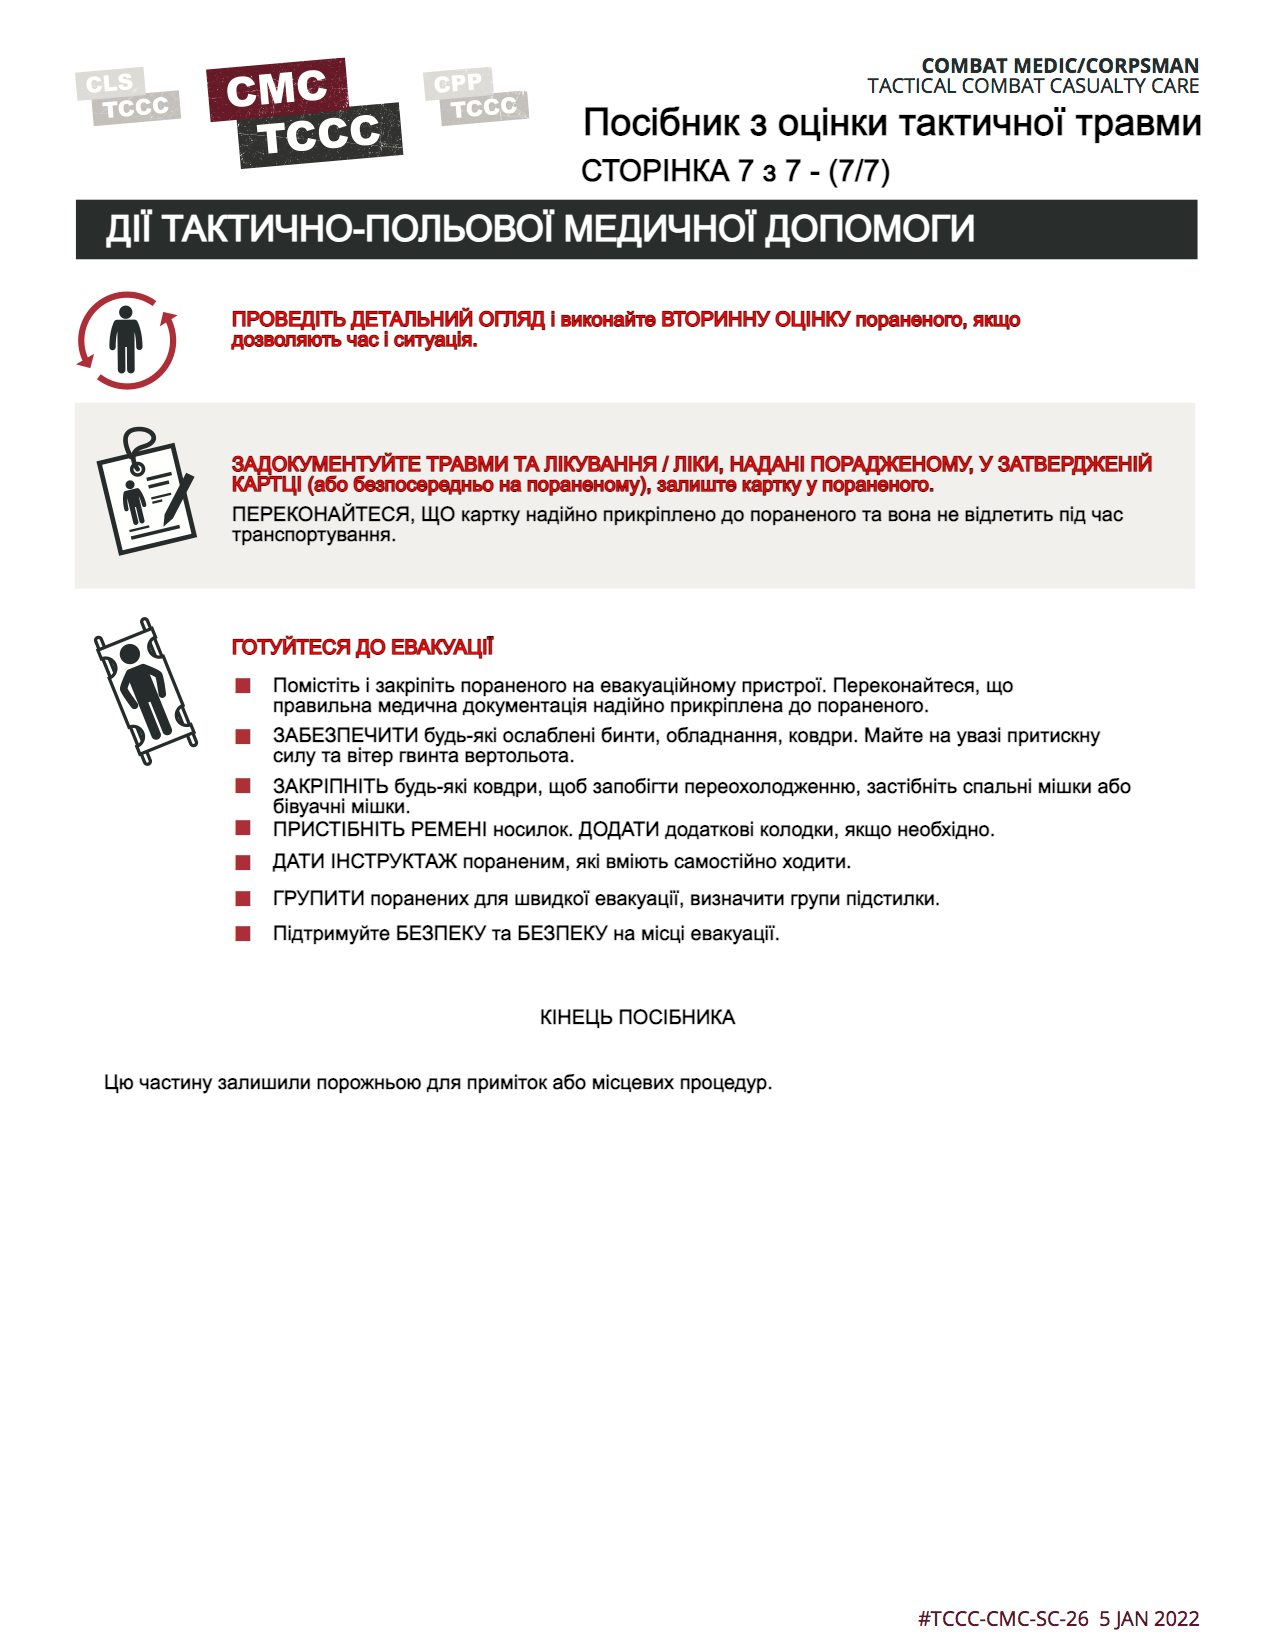 CLS
TCCC
CMC
TCCC
CPP
TCCC
COMBAT MEDIC/CORPSMAN
TACTICAL COMBAT CASUALTY CARE
Посібник з оцінки тактичної травми
СТОРІНКА 7 з 7 - (7/7)
ДІЇ ТАКТИЧНО-ПОЛЬОВОЇ МЕДИЧНОЇ ДОПОМОГИ
ПРОВЕДІТЬ ДЕТАЛЬНИЙ ОГЛЯД і виконайте ВТОРИННУ ОЦІНКУ пораненого, якщо
дозволяють час і ситуація.
ЗАДОКУМЕНТУЙТЕ ТРАВМИ ТА ЛІКУВАННЯ / ЛІКИ, НАДАНІ ПОРАДЖЕНОМУ, У ЗАТВЕРДЖЕНІЙ
КАРТЦІ (або безпосередньо на пораненому), залиште картку у пораненого.
ПЕРЕКОНАЙТЕСЯ, ЩО картку надійно прикріплено до пораненого та вона не відлетить під час
транспортування.
ГОТУЙТЕСЯ ДО ЕВАКУАЦІЇ
Помістіть і закріпіть пораненого на евакуаційному пристрої. Переконайтеся, що
правильна медична документація надійно прикріплена до пораненого.
ЗАБЕЗПЕЧИТИ будь-які ослаблені бинти, обладнання, ковдри. Майте на увазі притискну
силу та вітер гвинта вертольота.
ЗАКРІПНІТЬ будь-які ковдри, щоб запобігти переохолодженню, застібніть спальні мішки або
бівуачні мішки.
ПРИСТІБНІТЬ РЕМЕНІ носилок. ДОДАТИ додаткові колодки, якщо необхідно.
ДАТИ ІНСТРУКТАЖ пораненим, які вміють самостійно ходити.
ГРУПИТИ поранених для швидкої евакуації, визначити групи підстилки.
Підтримуйте БЕЗПЕКУ та БЕЗПЕКУ на місці евакуації.
КІНЕЦЬ ПОСІБНИКА
Цю частину залишили порожньою для приміток або місцевих процедур.
#TCCC-CMC-SC-26 5 JAN 2022